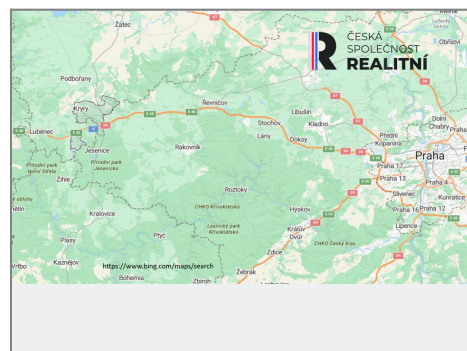 Žatec
ČESKÁ
SPOLEČNOST
REALITNÍ
Obříství
Podbořany
Kryry
Řevničov
Libušín
Stochov
Kladno
Dolní
Chabry
Praha
Přední
Kopanina
Lubenec
Lány
Doksy
Jesenice
Rakovník
Praha
Přírodní park
Horní Střela
Přírodní park
Jesenicko
Praha 17
Praha 13
Praha 4
Žihle
Roztoky
Slivenec
Kunratice
CHKO Křivoklátsko
Hýskov
Praha 16
Praha 12
Kralovice
Lesnický park
Křivoklátsko
Králův
Dvůr
Lipence
Plasy
Ptyč
CHKO Český kras
Zdice
Kaznějov
https://www.bing.com/maps/search
Žebrák
Bohemia
Zbiroh